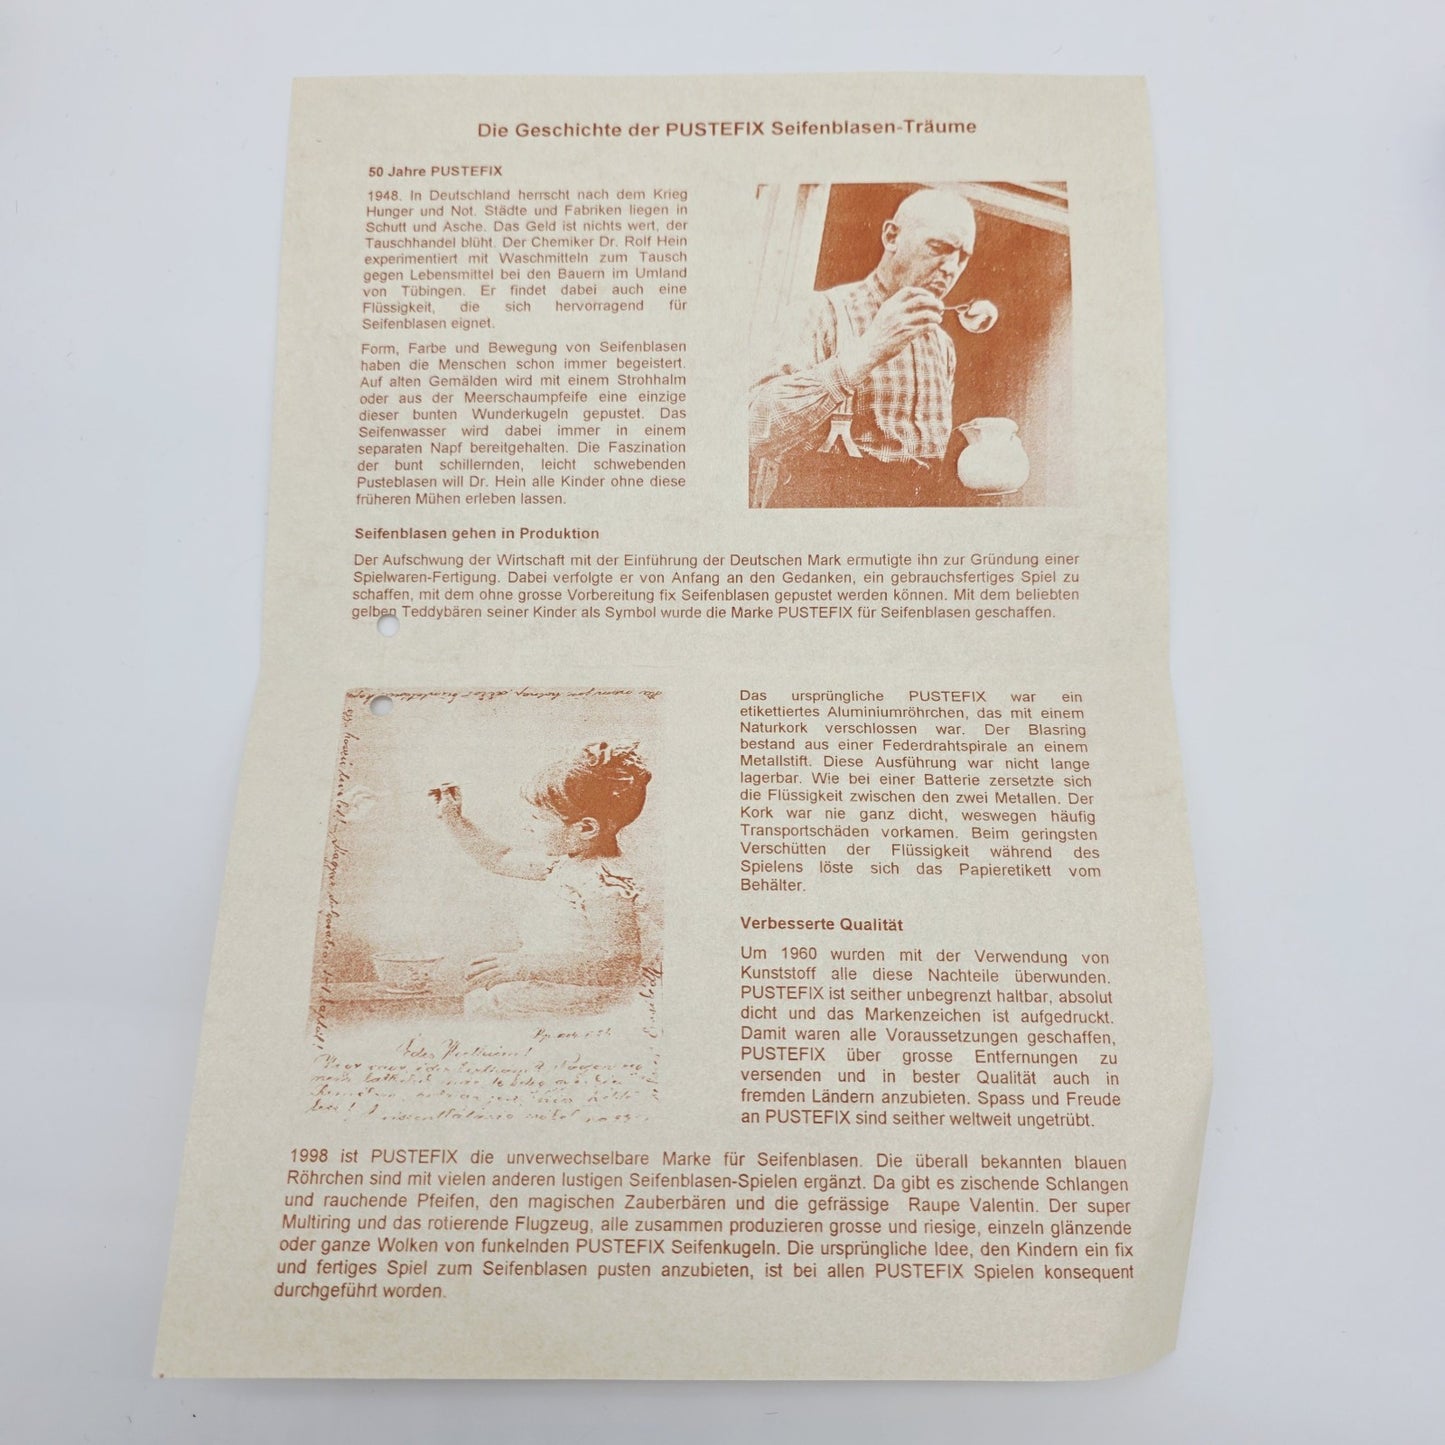 Die Geschichte der PUSTEFIX Seifenblasen-Träume
50 Jahre PUSTEFIX
1948. In Deutschland herrscht nach dem Krieg
Hunger und Not. Städte und Fabriken liegen in
Schutt und Asche. Das Geld ist nichts wert, der
Tauschhandel blüht. Der Chemiker Dr. Rolf Hein
experimentiert mit Waschmitteln zum Tausch
gegen Lebensmittel bei den Bauern im Umland
von Tübingen. Er findet dabei auch eine
Flüssigkeit, die sich hervorragend für
Seifenblasen eignet.
Form, Farbe und Bewegung von Seifenblasen
haben die Menschen schon immer begeistert.
Auf alten Gemälden wird mit einem Strohhalm
oder aus der Meerschaumpfeife eine einzige
dieser bunten Wunderkugeln gepustet. Das
Seifenwasser wird dabei immer in einem
separaten Napf bereitgehalten. Die Faszination
der bunt schillernden, leicht schwebenden
Pusteblasen will Dr. Hein alle Kinder ohne diese
früheren Mühen erleben lassen.
Seifenblasen gehen in Produktion
Der Aufschwung der Wirtschaft mit der Einführung der Deutschen Mark ermutigte ihn zur Gründung einer
Spielwaren-Fertigung. Dabei verfolgte er von Anfang an den Gedanken, ein gebrauchsfertiges Spiel zu
schaffen, mit dem ohne grosse Vorbereitung fix Seifenblasen gepustet werden können. Mit dem beliebten
gelben Teddybären seiner Kinder als Symbol wurde die Marke PUSTEFIX für Seifenblasen geschaffen.
Das ursprüngliche PUSTEFIX war ein
etikettiertes Aluminiumröhrchen, das mit einem
Naturkork verschlossen war. Der Blasring
bestand aus einer Federdrahtspirale an einem
Metallstift. Diese Ausführung war nicht lange
lagerbar. Wie bei einer Batterie zersetzte sich
die Flüssigkeit zwischen den zwei Metallen. Der
Kork war nie ganz dicht, weswegen häufig
Transportschäden vorkamen. Beim geringsten
Verschütten der Flüssigkeit während des
Spielens löste sich das Papieretikett vom
Behälter.
Verbesserte Qualität
Um 1960 wurden mit der Verwendung von
Kunststoff alle diese Nachteile überwunden.
PUSTEFIX ist seither unbegrenzt haltbar, absolut
dicht und das Markenzeichen ist aufgedruckt.
Damit waren alle Voraussetzungen geschaffen,
PUSTEFIX über grosse Entfernungen zu
versenden und in bester Qualität auch in
fremden Ländern anzubieten. Spass und Freude
an PUSTEFIX sind seither weltweit ungetrübt.
1998 ist PUSTEFIX die unverwechselbare Marke für Seifenblasen. Die überall bekannten blauen
Röhrchen sind mit vielen anderen lustigen Seifenblasen-Spielen ergänzt. Da gibt es zischende Schlangen
und rauchende Pfeifen, den magischen Zauberbären und die gefrässige Raupe Valentin. Der super
Multiring und das rotierende Flugzeug, alle zusammen produzieren grosse und riesige, einzeln glänzende
oder ganze Wolken von funkelnden PUSTEFIX Seifenkugeln. Die ursprüngliche Idee, den Kindern ein fix
und fertiges Spiel zum Seifenblasen pusten anzubieten, ist bei allen PUSTEFIX Spielen konsequent
durchgeführt worden.